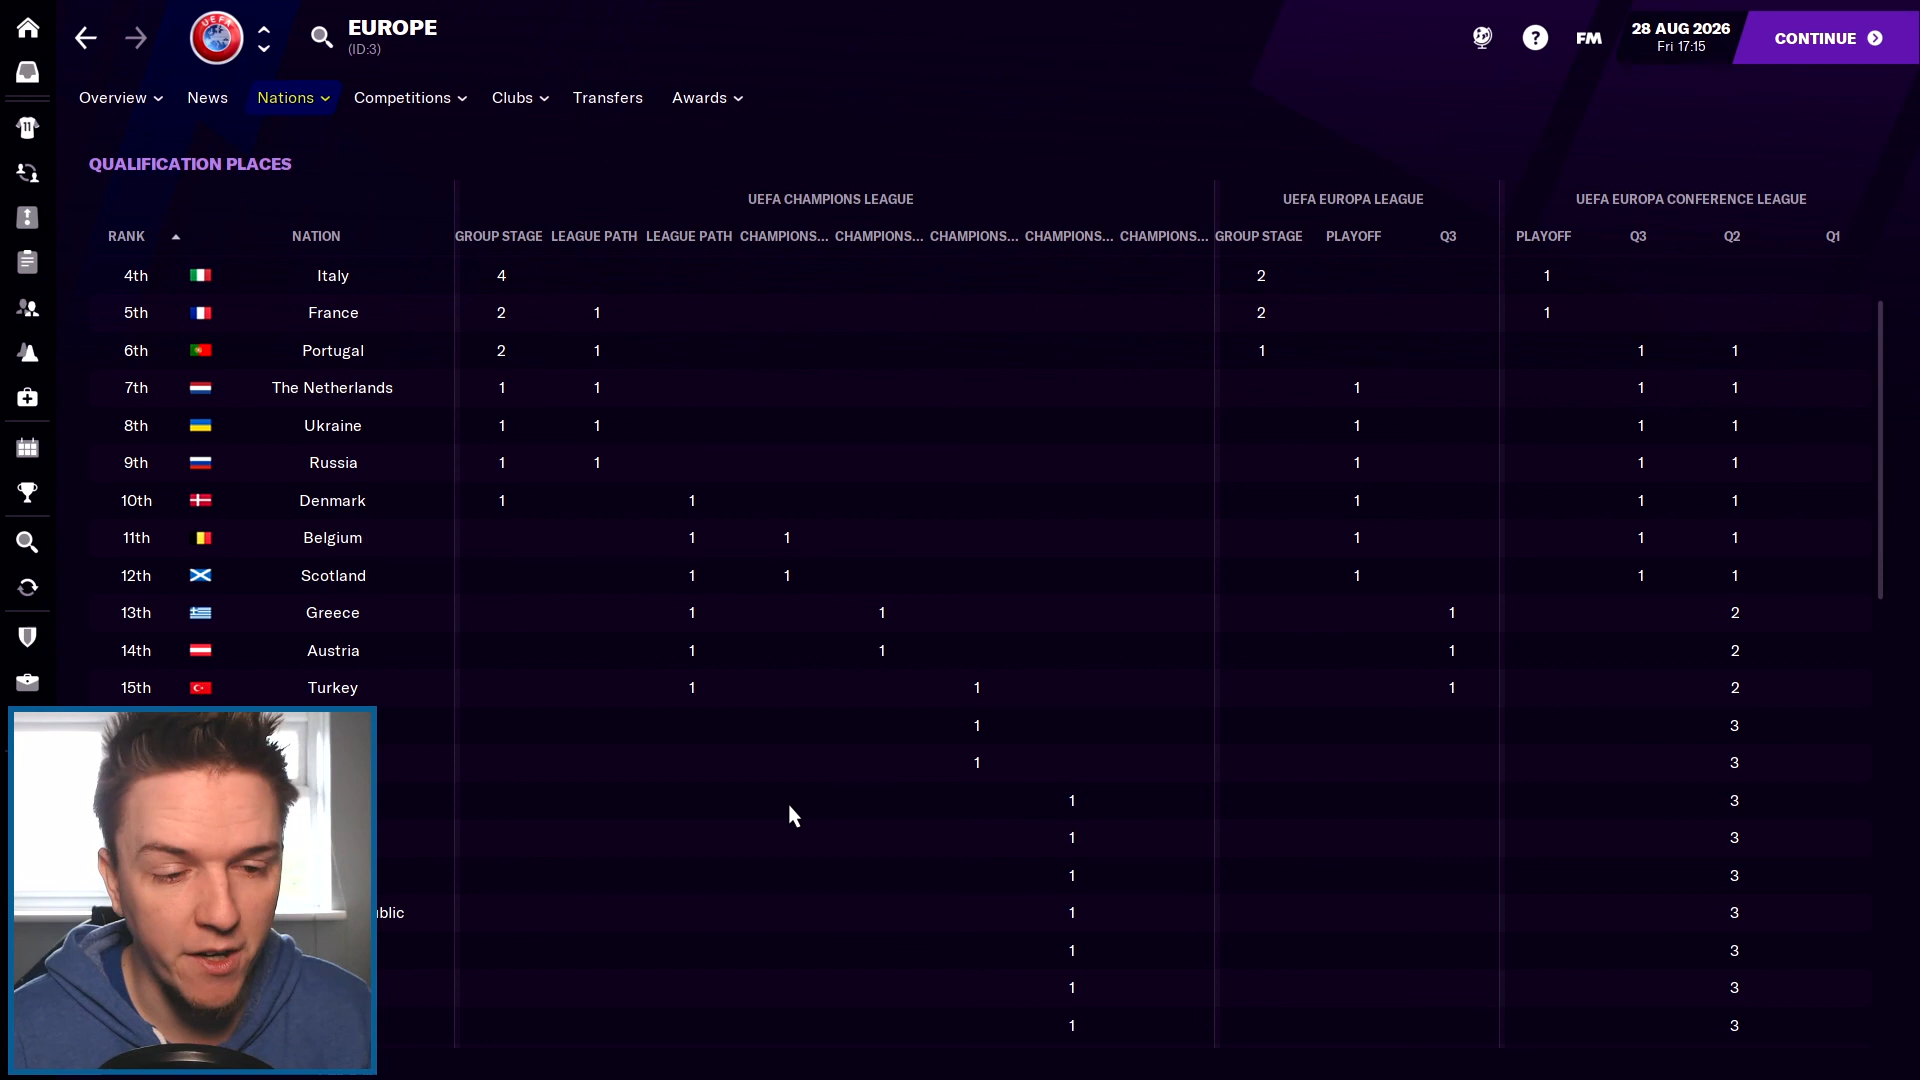 EUROPE
(ID:3)
FM
28 AUG 2026
Fri 17:15
CONTINUE
Overview News Nations Competitions Clubs Transfers Awards
QUALIFICATION PLACES
UEFA CHAMPIONS LEAGUE UEFA EUROPA LEAGUE UEFA EUROPA CONFERENCE LEAGUE
RANK NATION GROUP STAGE LEAGUE PATH LEAGUE PATH CHAMPIONS... CHAMPIONS... CHAMPIONS... CHAMPIONS... CHAMPIONS... GROUP STAGE PLAYOFF Q3 PLAYOFF Q3 Q2 Q1
4th Italy 4 2 1
5th France 2 1 2 1
6th Portugal 2 1 1 1 1
7th The Netherlands 1 1 1 1 1
8th Ukraine 1 1 1 1 1
9th Russia 1 1 1 1 1
10th Denmark 1 1 1 1 1
11th Belgium 1 1 1 1 1
12th Scotland 1 1 1 1 1
13th Greece 1 1 1 2
14th Austria 1 1 1 2
15th Turkey 1 1 1 2
1 3
1 3
1 3
1 3
1 3
ublic 1 3
1 3
1 3
1 3